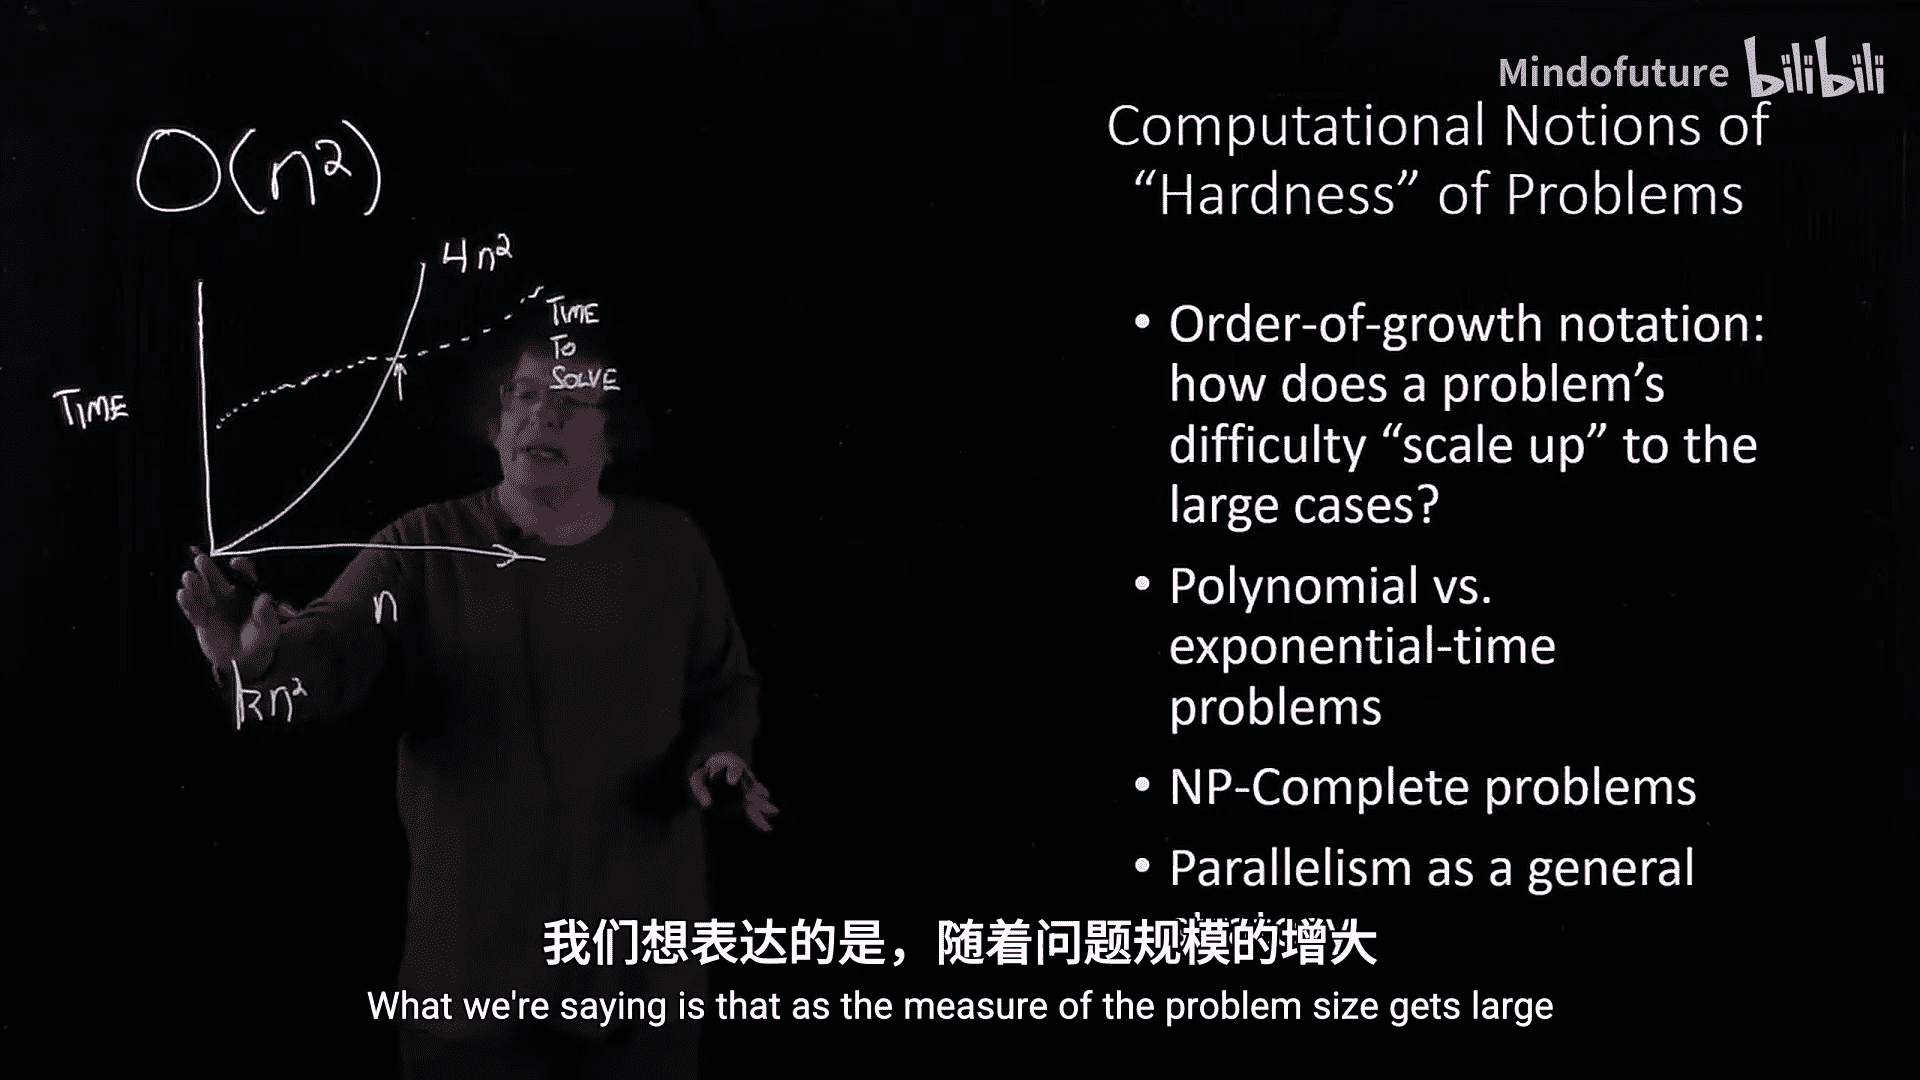 Mindofuture bilibili
Computational Notions of
“Hardness” of Problems
O(n²)
4n²
TIME
TO
SOLVE
TIME
n
kn²
• Order-of-growth notation:
how does a problem’s
difficulty “scale up” to the
large cases?
• Polynomial vs.
exponential-time
problems
• NP-Complete problems
• Parallelism as a general
我们想表达的是，随着问题规模的增大
What we're saying is that as the measure of the problem size gets large